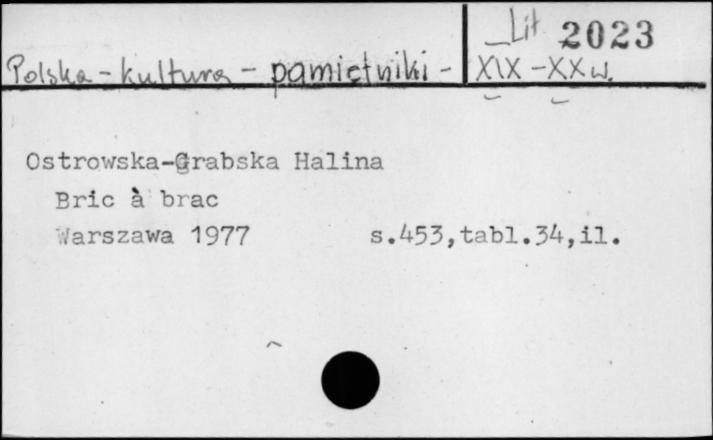 Lit 2023
Polska - kultura - pamiętniki - XIX - XX w.
Ostrowska-Grabska Halina
Bric à brac
Warszawa 1977 s.453,tabl.34,il.